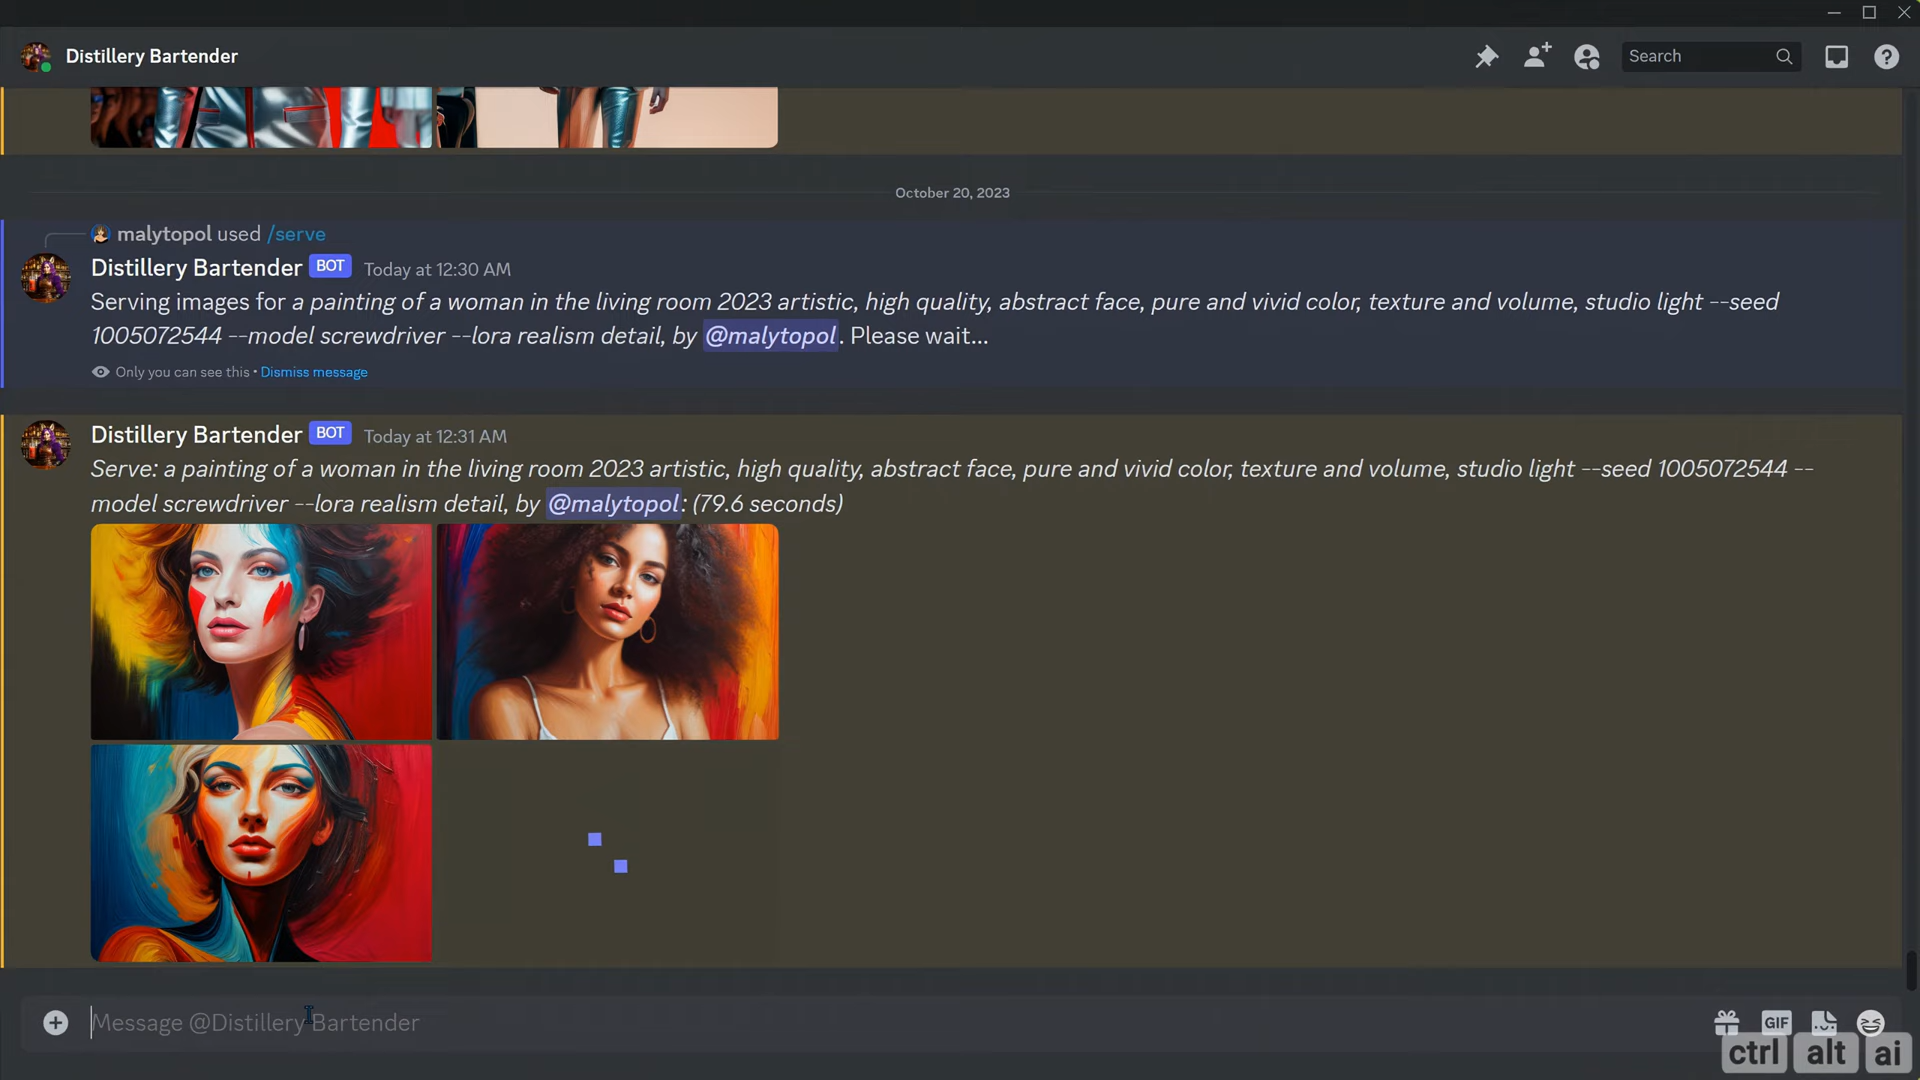 Distillery Bartender
Search
October 20, 2023
malytopol used /serve
Distillery Bartender BOT Today at 12:30 AM
Serving images for a painting of a woman in the living room 2023 artistic, high quality, abstract face, pure and vivid color, texture and volume, studio light --seed
1005072544 --model screwdriver --lora realism detail, by @malytopol. Please wait...
Only you can see this • Dismiss message
Distillery Bartender BOT Today at 12:31 AM
Serve: a painting of a woman in the living room 2023 artistic, high quality, abstract face, pure and vivid color, texture and volume, studio light --seed 1005072544 --
model screwdriver --lora realism detail, by @malytopol: (79.6 seconds)
Message @Distillery Bartender
GIF
ctrl alt ai